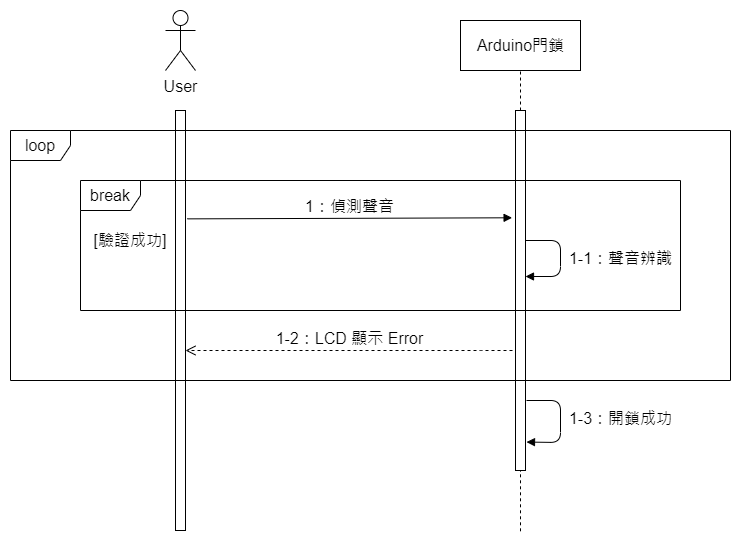 User
Arduino門鎖
loop
break
1：偵測聲音
[驗證成功]
1-1：聲音辨識
1-2：LCD 顯示 Error
1-3：開鎖成功